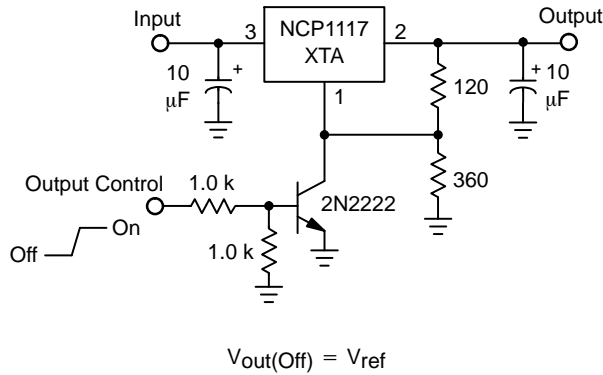 Input
Output
3
NCP1117
XTA
2
10
μF
+
1
120
+
10
μF
360
Output Control
1.0 k
2N2222
On
Off
1.0 k
Vout(Off) = Vref